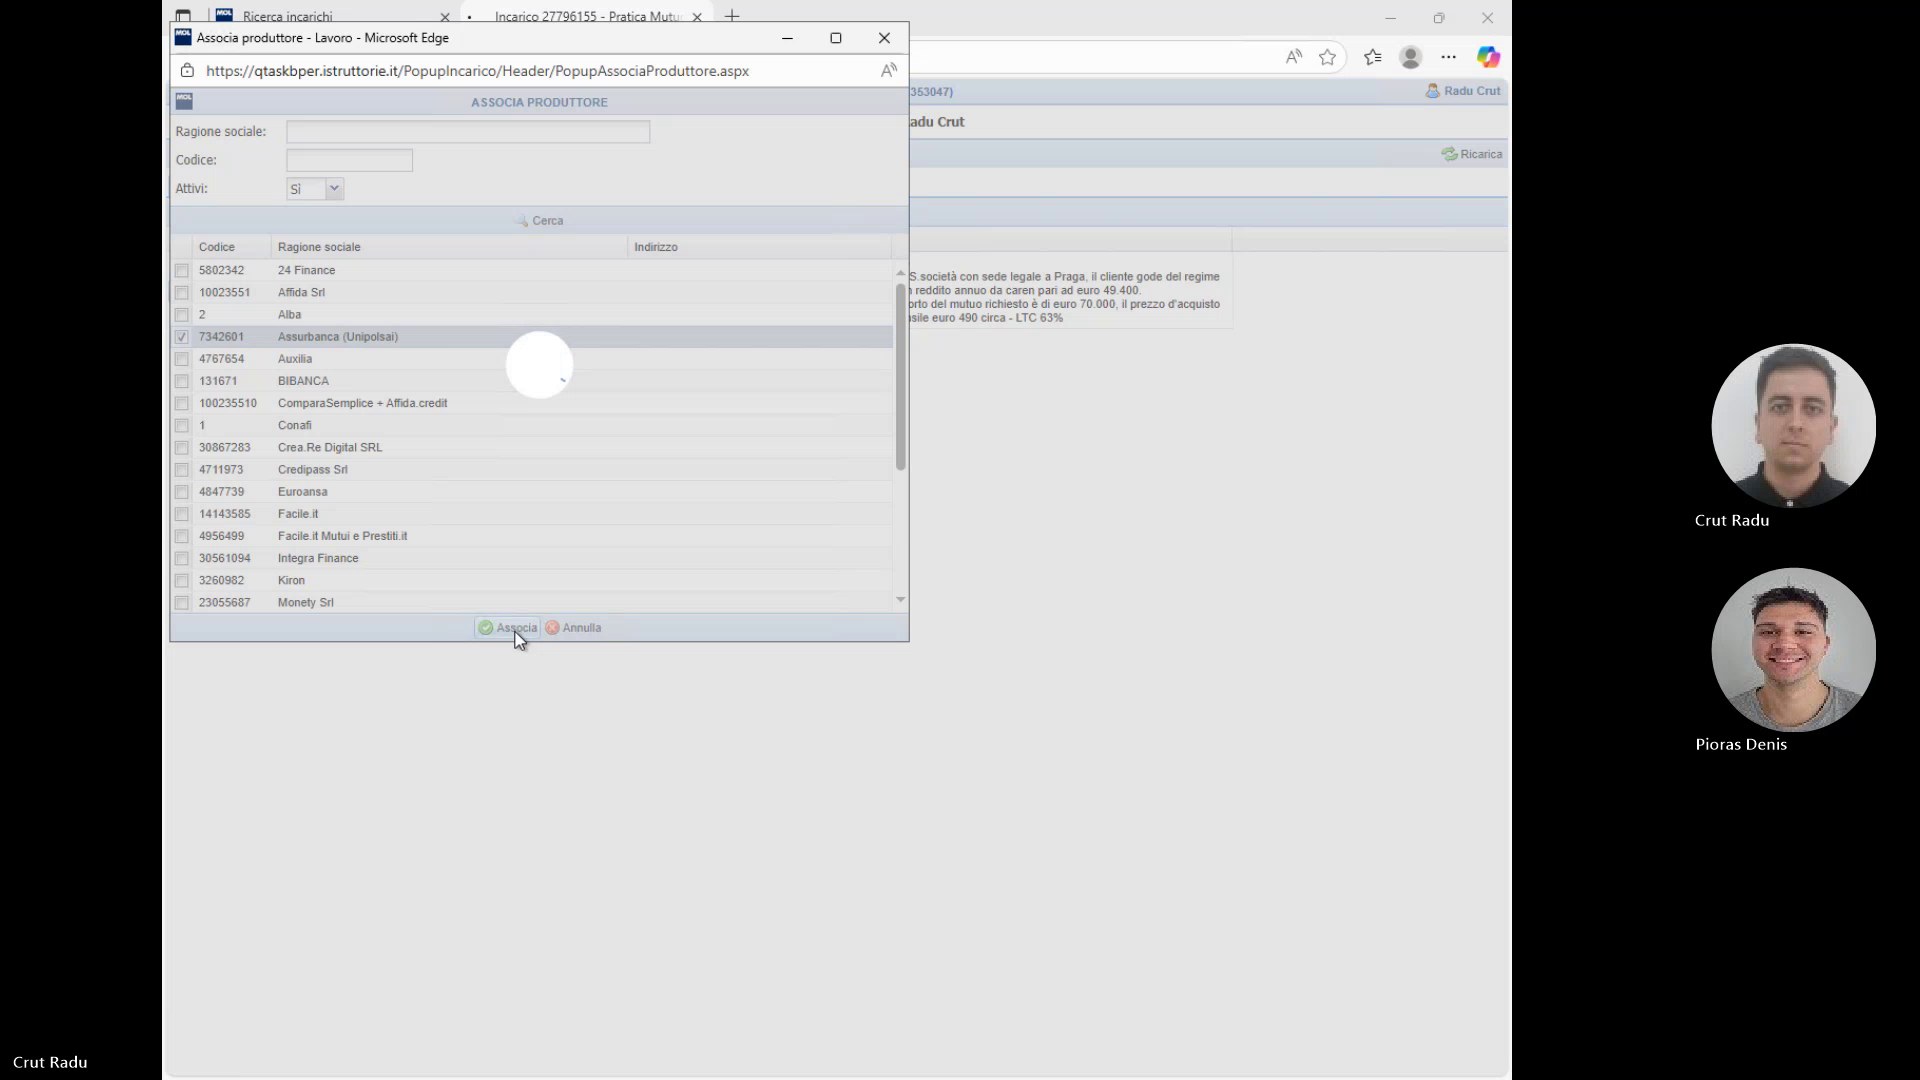 Ricerca incarichi
Incarico 27796155 - Pratica Mutu
MOL
Associa produttore - Lavoro - Microsoft Edge
https://qtaskbper.istruttorie.it/PopupIncarico/Header/PopupAssociaProduttore.aspx
353047)
Radu Crut
MOL
ASSOCIA PRODUTTORE
adu Crut
Ragione sociale:
Codice:
Ricarica
Attivi:
Sì
Cerca
Codice
Ragione sociale
Indirizzo
5802342 24 Finance
10023551 Affida Srl
2 Alba
7342601 Assurbanca (Unipolsai)
4767654 Auxilia
131671 BIBANCA
100235510 ComparaSemplice + Affida.credit
1 Conafi
30867283 Crea.Re Digital SRL
4711973 Credipass Srl
4847739 Euroansa
14143585 Facile.it
4956499 Facile.it Mutui e Prestiti.it
30561094 Integra Finance
3260982 Kiron
23055687 Monety Srl
Associa
Annulla
S.società con sede legale a Praga, il cliente gode del regime
reddito annuo da caren pari ad euro 49.400.
orto del mutuo richiesto è di euro 70.000, il prezzo d'acquisto
sile euro 490 circa - LTC 63%
Crut Radu
Pioras Denis
Crut Radu